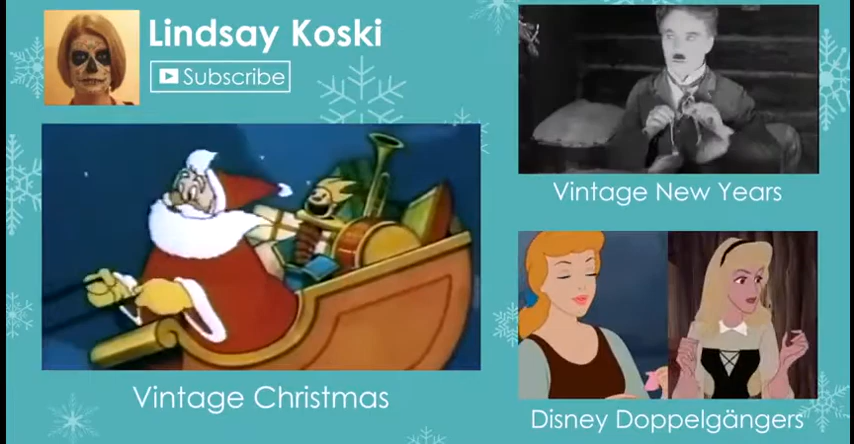 Lindsay Koski
Subscribe
Vintage Christmas
Vintage New Years
Disney Doppelgängers